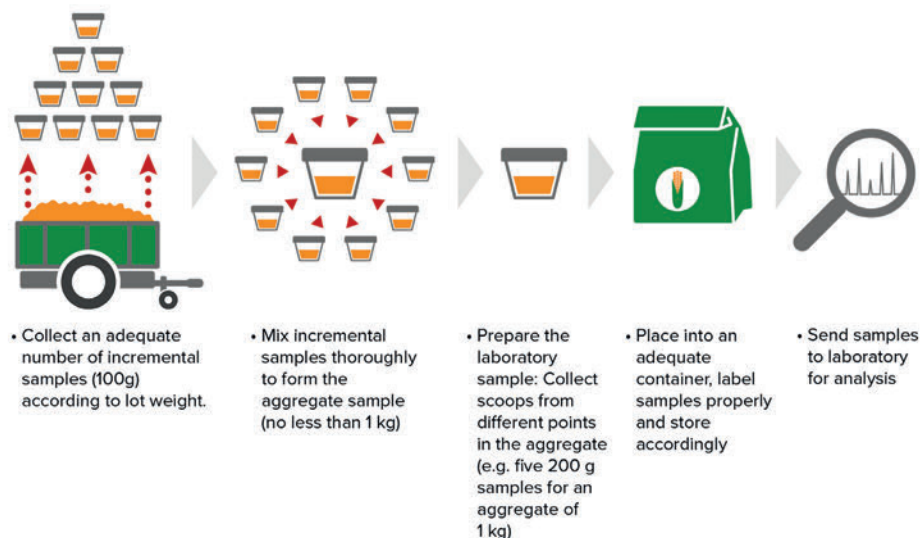 • Collect an adequate
number of incremental
samples (100g)
according to lot weight.
• Mix incremental
samples thoroughly
to form the
aggregate sample
(no less than 1 kg)
• Prepare the
laboratory
sample: Collect
scoops from
different points
in the aggregate
(e.g. five 200 g
samples for an
aggregate of
1 kg)
• Place into an
adequate
container, label
samples properly
and store
accordingly
• Send samples
to laboratory
for analysis